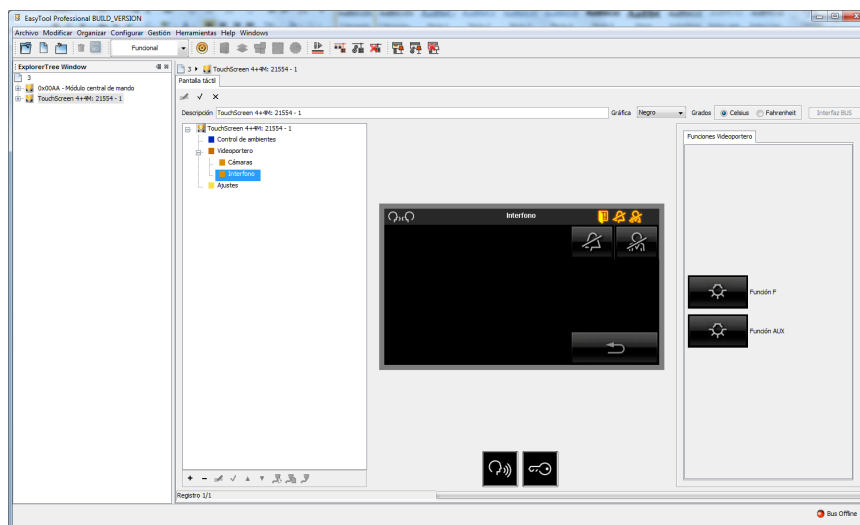 EasyTool Professional BUILD_VERSION
Archivo Modificar Organizar Configurar Gestión Herramientas Help Windows
Funcional
ExplorerTree Window
3
0x00AA - Módulo central de mando
TouchScreen 4+4M: 21554 - 1
3 TouchScreen 4+4M: 21554 - 1
Pantalla táctil
Descripción TouchScreen 4+4M: 21554 - 1 Gráfica Negro Grados Celsius Fahrenheit Interfaz BUS
TouchScreen 4+4M: 21554 - 1
Control de ambientes
Videoportero
Cámaras
Interfono
Ajustes
Interfono
Funciones Videoportero
Función F
Función AUX
Registro 1/1
Bus Offline